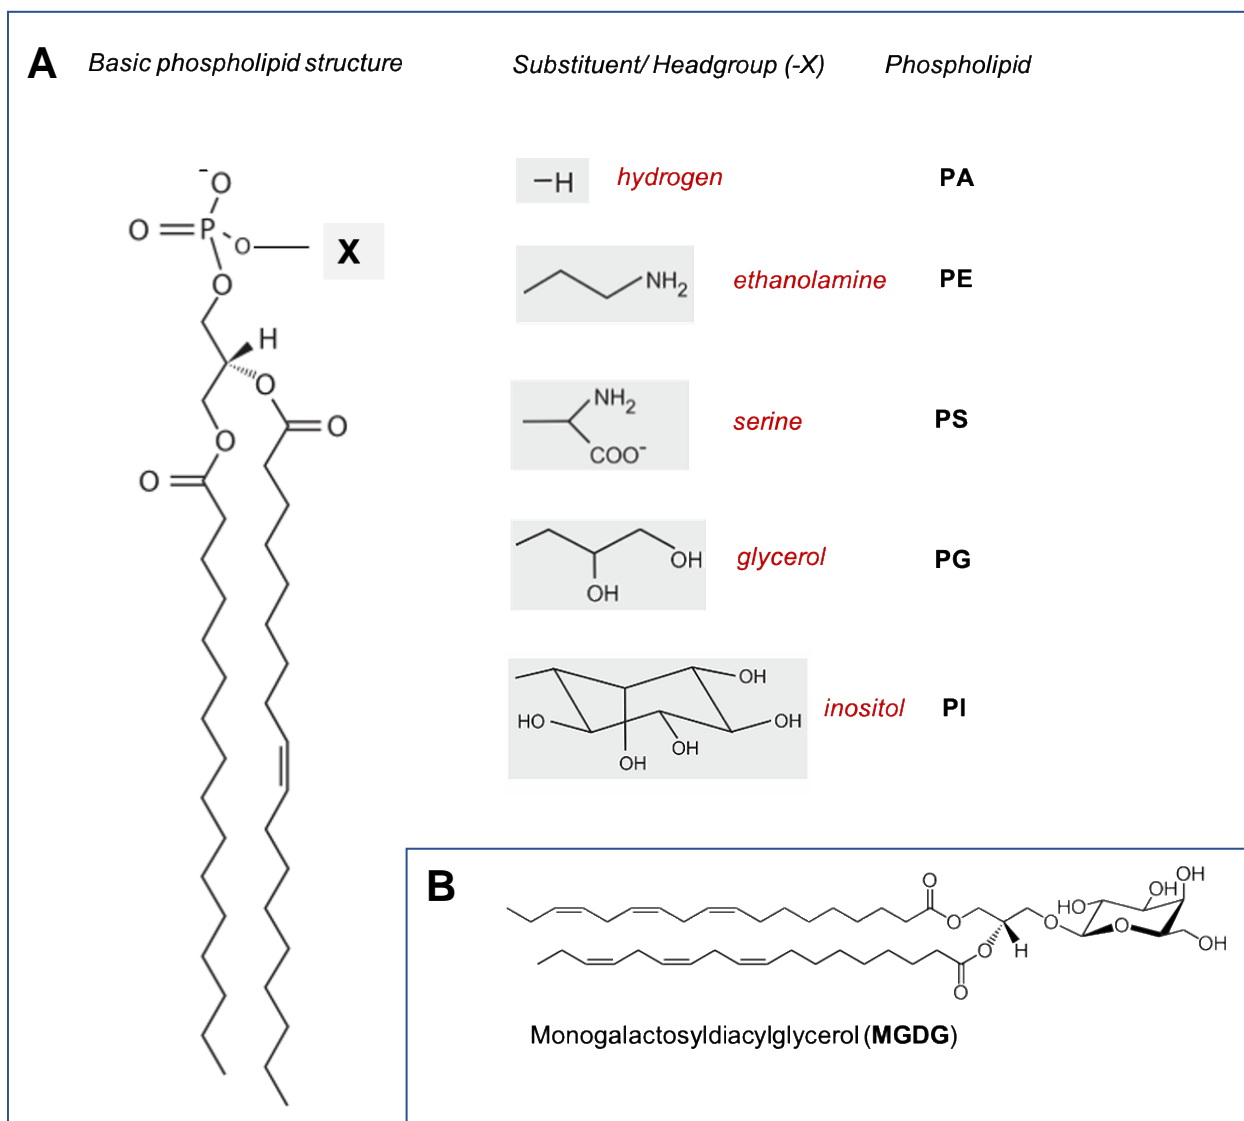 A Basic phospholipid structure Substituent/ Headgroup (-X) Phospholipid
-O
O P O X
O
H
O
O
O
O
–H hydrogen PA
NH2 ethanolamine PE
NH2
COO- serine PS
OH
OH glycerol PG
OH
HO OH
OH
OH inositol PI
B
O
O
O
H
O
O
HO
OH
OH
O
OH
Monogalactosyldiacylglycerol (MGDG)